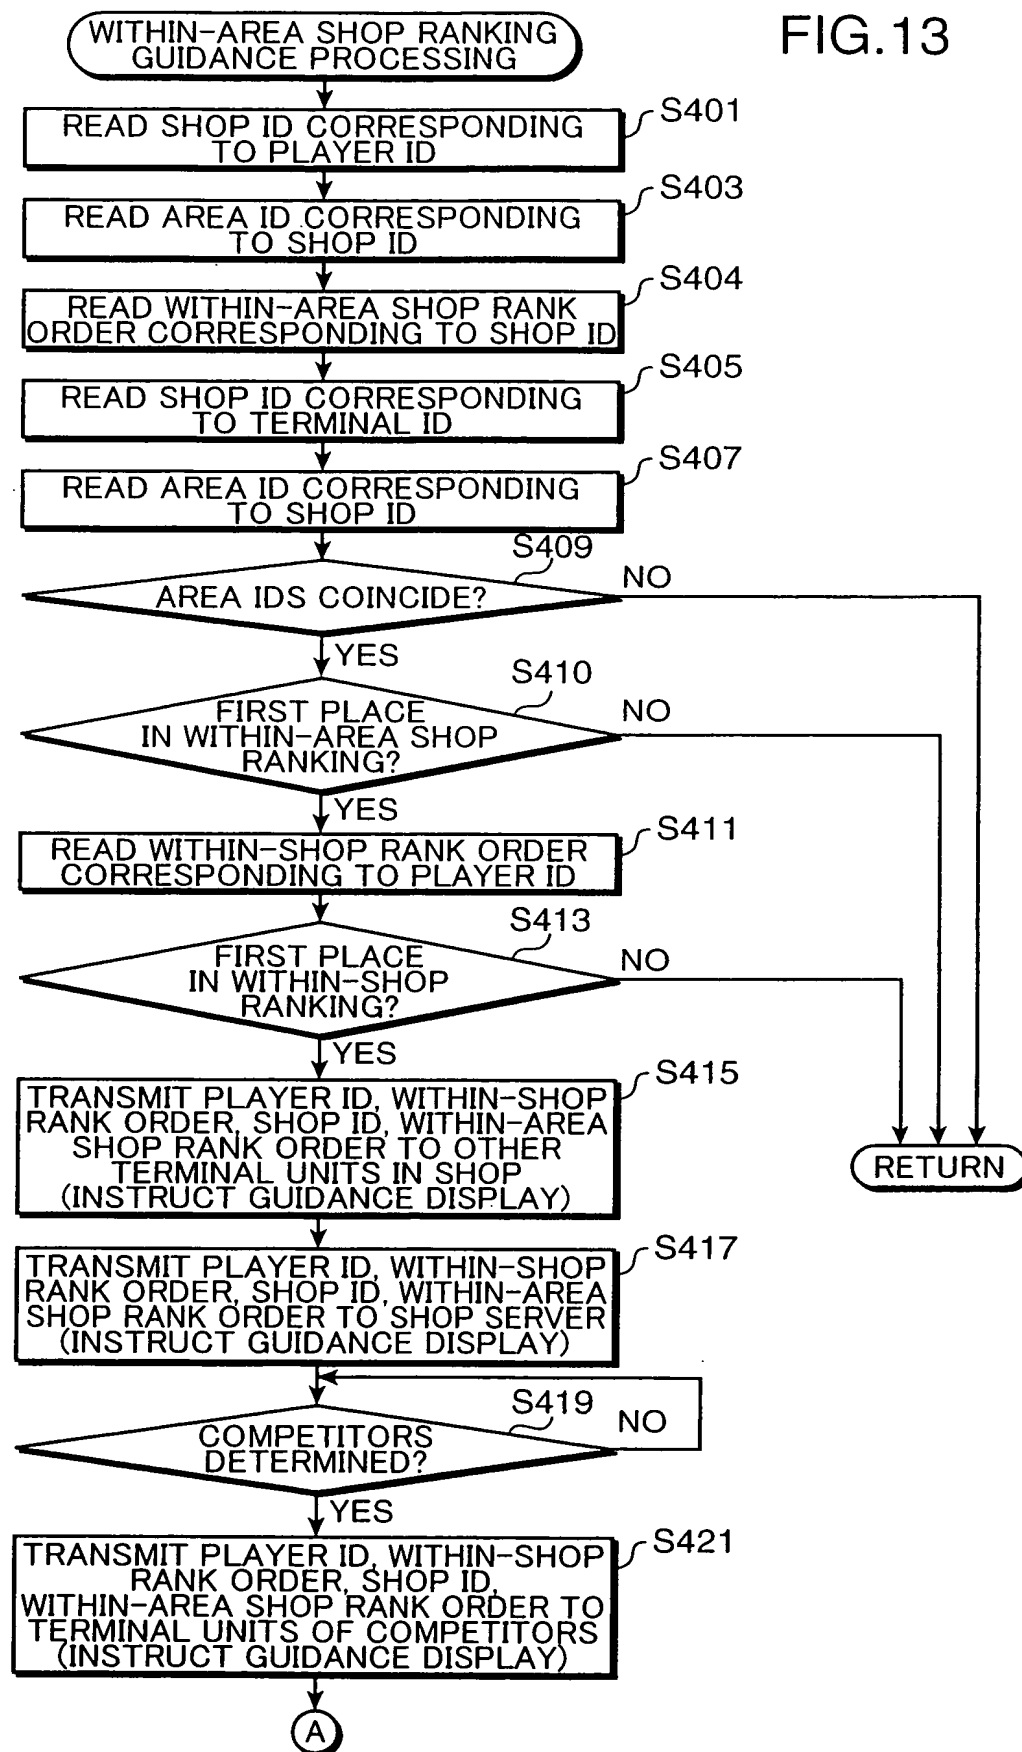 FIG.13
WITHIN-AREA SHOP RANKING
GUIDANCE PROCESSING
S401
READ SHOP ID CORRESPONDING
TO PLAYER ID
S403
READ AREA ID CORRESPONDING
TO SHOP ID
S404
READ WITHIN-AREA SHOP RANK
ORDER CORRESPONDING TO SHOP ID
S405
READ SHOP ID CORRESPONDING
TO TERMINAL ID
S407
READ AREA ID CORRESPONDING
TO SHOP ID
S409
AREA IDS COINCIDE?
NO
YES
S410
FIRST PLACE
IN WITHIN-AREA SHOP
RANKING?
NO
YES
S411
READ WITHIN-SHOP RANK ORDER
CORRESPONDING TO PLAYER ID
S413
FIRST PLACE
IN WITHIN-SHOP
RANKING?
NO
YES
S415
TRANSMIT PLAYER ID, WITHIN-SHOP
RANK ORDER, SHOP ID, WITHIN-AREA
SHOP RANK ORDER TO OTHER
TERMINAL UNITS IN SHOP
(INSTRUCT GUIDANCE DISPLAY)
RETURN
S417
TRANSMIT PLAYER ID, WITHIN-SHOP
RANK ORDER, SHOP ID, WITHIN-AREA
SHOP RANK ORDER TO SHOP SERVER
(INSTRUCT GUIDANCE DISPLAY)
S419
COMPETITORS
DETERMINED?
NO
YES
S421
TRANSMIT PLAYER ID, WITHIN-SHOP
RANK ORDER, SHOP ID,
WITHIN-AREA SHOP RANK ORDER TO
TERMINAL UNITS OF COMPETITORS
(INSTRUCT GUIDANCE DISPLAY)
A